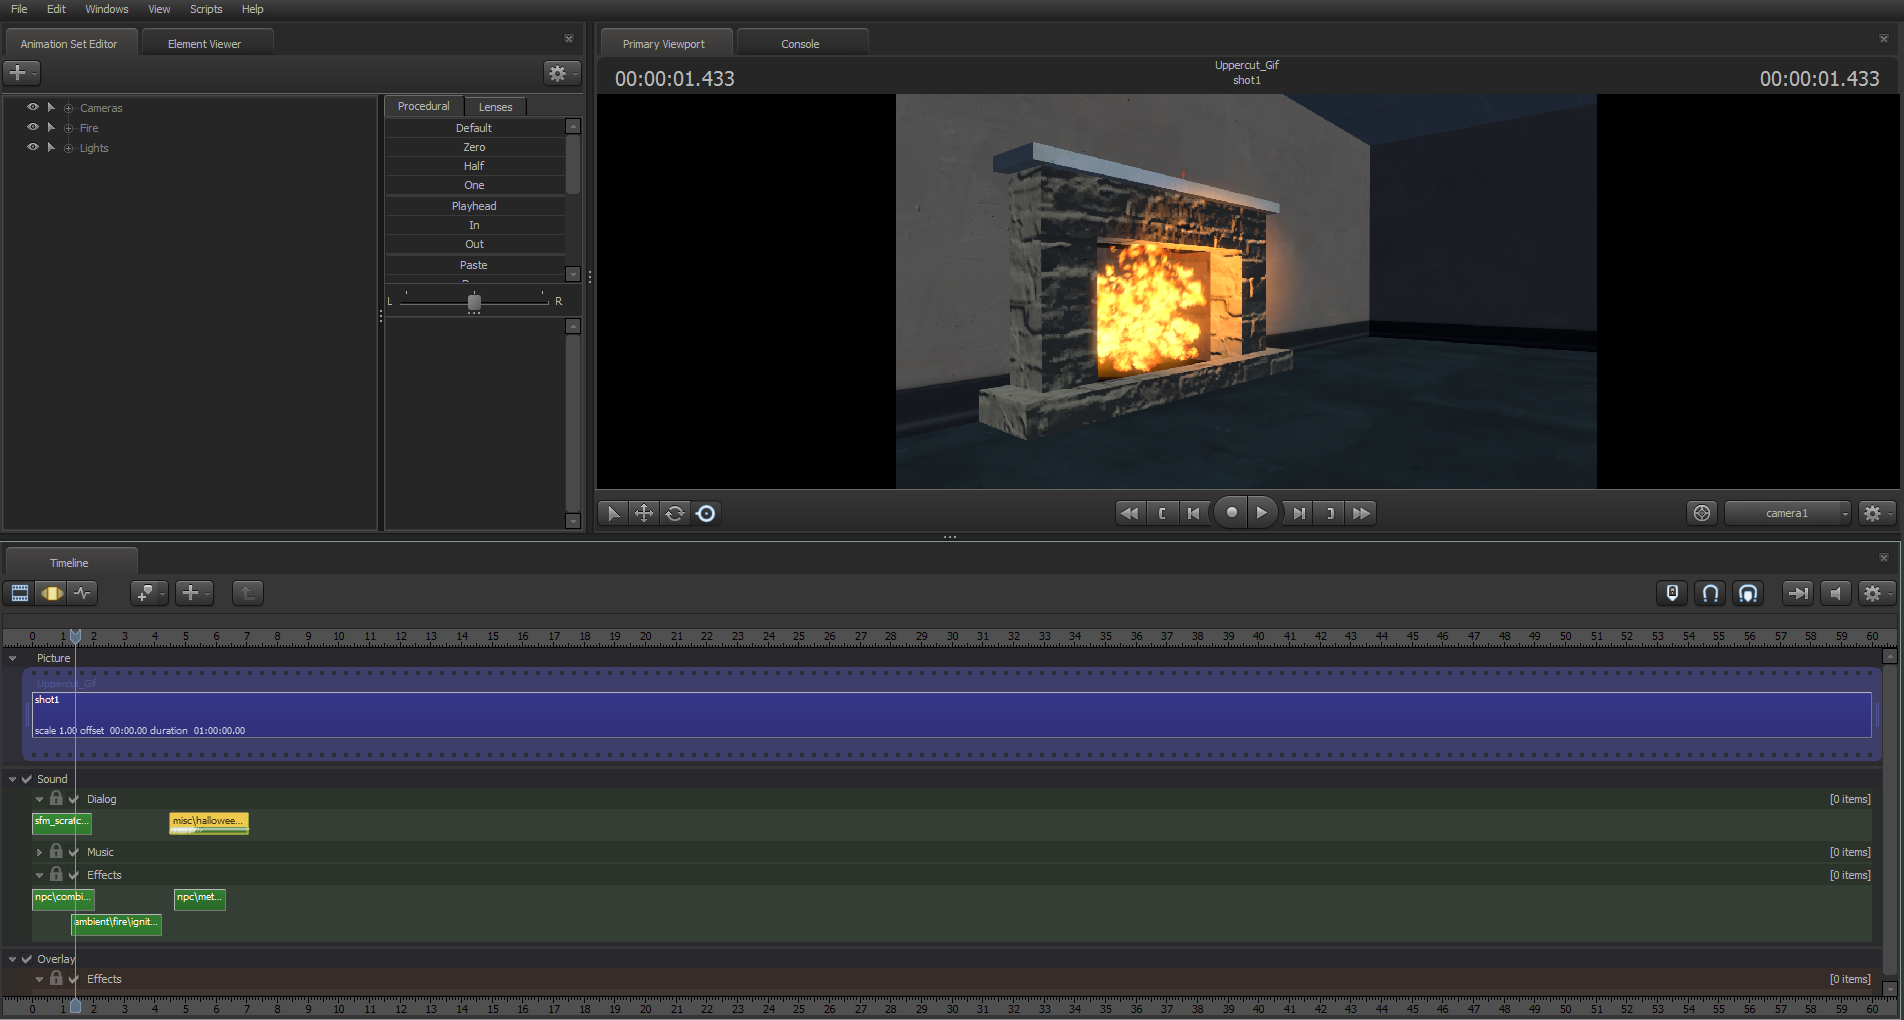 File Edit Windows View Scripts Help
Animation Set Editor Element Viewer
Primary Viewport Console
00:00:01.433
Uppercut_Gif
shot1
00:00:01.433
Cameras
Fire
Lights
Procedural Lenses
Default
Zero
Half
One
Playhead
In
Out
Paste
L R
camera1
Timeline
0 1 2 3 4 5 6 7 8 9 10 11 12 13 14 15 16 17 18 19 20 21 22 23 24 25 26 27 28 29 30 31 32 33 34 35 36 37 38 39 40 41 42 43 44 45 46 47 48 49 50 51 52 53 54 55 56 57 58 59 60
Picture
Uppercut_Gif
shot1
scale 1.00 offset 00:00.00 duration 01:00:00.00
Sound
Dialog [0 items]
sfm_scratc... misc\hallowee...
Music [0 items]
Effects [0 items]
npc\combi... npc\met...
ambient\fire\ignit...
Overlay
Effects [0 items]
0 1 2 3 4 5 6 7 8 9 10 11 12 13 14 15 16 17 18 19 20 21 22 23 24 25 26 27 28 29 30 31 32 33 34 35 36 37 38 39 40 41 42 43 44 45 46 47 48 49 50 51 52 53 54 55 56 57 58 59 60